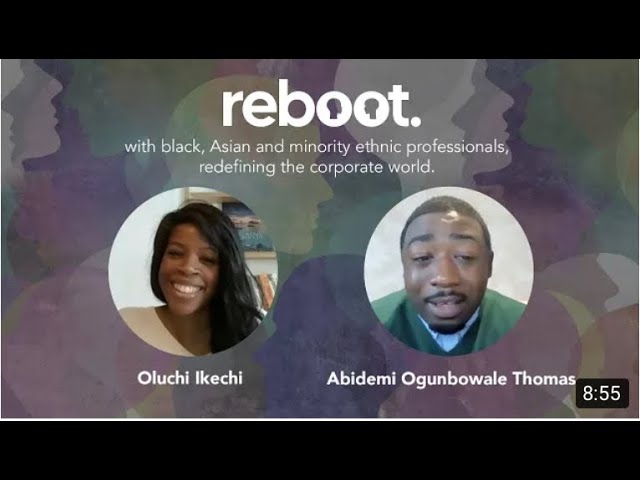 reboot.
with black, Asian and minority ethnic professionals,
redefining the corporate world.
Oluchi Ikechi
Abidemi Ogunbowale Thomas
8:55